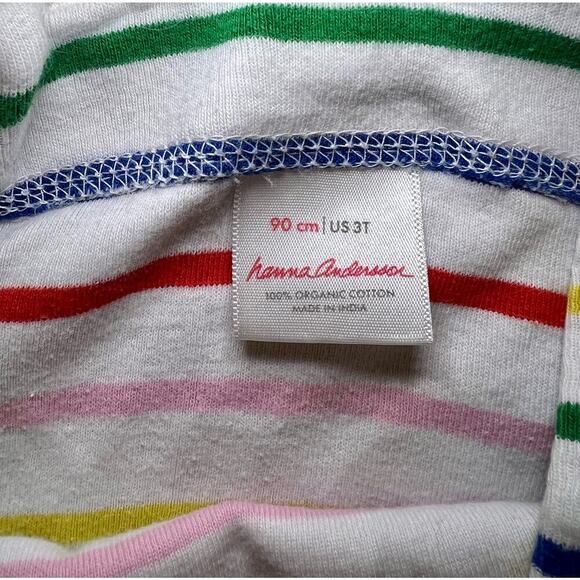 90 cm | US 3T
hanna andersson
100% ORGANIC COTTON
MADE IN INDIA